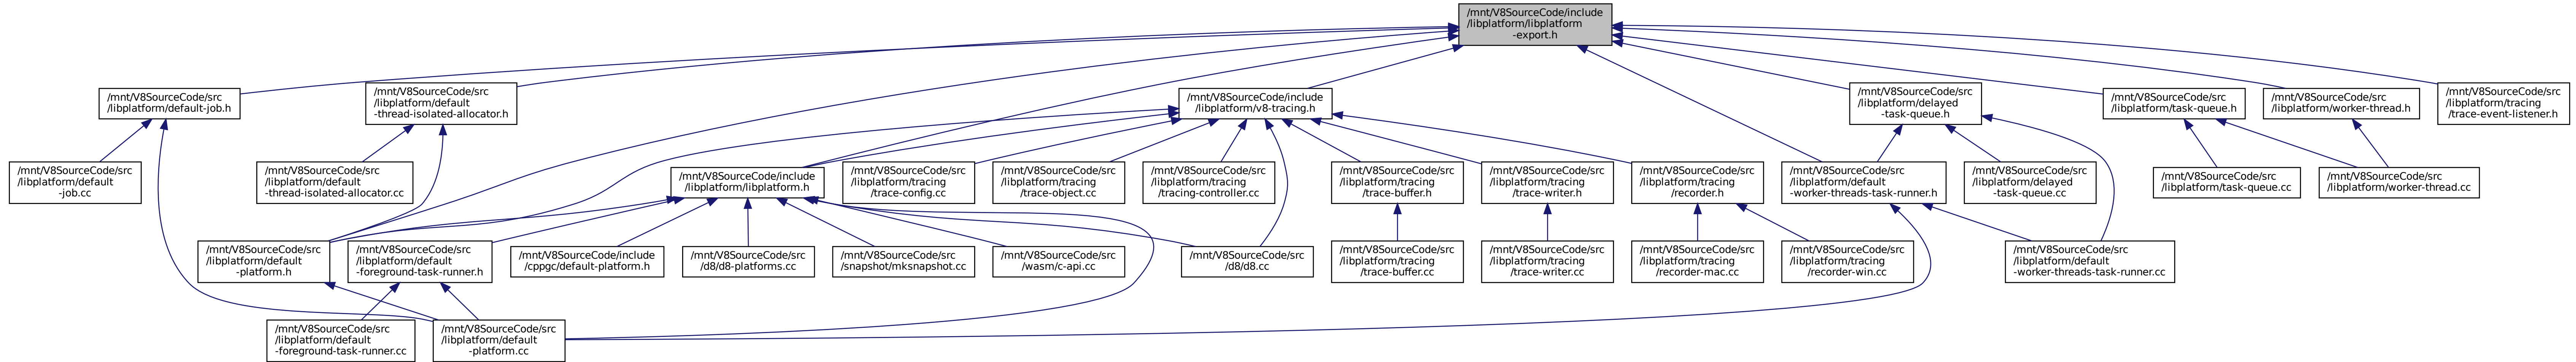 /mnt/V8SourceCode/include
/libplatform/libplatform
-export.h
/mnt/V8SourceCode/src
/libplatform/default-job.h
/mnt/V8SourceCode/src
/libplatform/default
-thread-isolated-allocator.h
/mnt/V8SourceCode/include
/libplatform/v8-tracing.h
/mnt/V8SourceCode/src
/libplatform/delayed
-task-queue.h
/mnt/V8SourceCode/src
/libplatform/task-queue.h
/mnt/V8SourceCode/src
/libplatform/worker-thread.h
/mnt/V8SourceCode/src
/libplatform/tracing
/trace-event-listener.h
/mnt/V8SourceCode/src
/libplatform/default
-job.cc
/mnt/V8SourceCode/src
/libplatform/default
-thread-isolated-allocator.cc
/mnt/V8SourceCode/include
/libplatform/libplatform.h
/mnt/V8SourceCode/src
/libplatform/tracing
/trace-config.cc
/mnt/V8SourceCode/src
/libplatform/tracing
/trace-object.cc
/mnt/V8SourceCode/src
/libplatform/tracing
/tracing-controller.cc
/mnt/V8SourceCode/src
/libplatform/tracing
/trace-buffer.h
/mnt/V8SourceCode/src
/libplatform/tracing
/trace-writer.h
/mnt/V8SourceCode/src
/libplatform/tracing
/recorder.h
/mnt/V8SourceCode/src
/libplatform/default
-worker-threads-task-runner.h
/mnt/V8SourceCode/src
/libplatform/delayed
-task-queue.cc
/mnt/V8SourceCode/src
/libplatform/task-queue.cc
/mnt/V8SourceCode/src
/libplatform/worker-thread.cc
/mnt/V8SourceCode/src
/libplatform/default
-platform.h
/mnt/V8SourceCode/src
/libplatform/default
-foreground-task-runner.h
/mnt/V8SourceCode/include
/cppgc/default-platform.h
/mnt/V8SourceCode/src
/d8/d8-platforms.cc
/mnt/V8SourceCode/src
/snapshot/mksnapshot.cc
/mnt/V8SourceCode/src
/wasm/c-api.cc
/mnt/V8SourceCode/src
/d8/d8.cc
/mnt/V8SourceCode/src
/libplatform/tracing
/trace-buffer.cc
/mnt/V8SourceCode/src
/libplatform/tracing
/trace-writer.cc
/mnt/V8SourceCode/src
/libplatform/tracing
/recorder-mac.cc
/mnt/V8SourceCode/src
/libplatform/tracing
/recorder-win.cc
/mnt/V8SourceCode/src
/libplatform/default
-worker-threads-task-runner.cc
/mnt/V8SourceCode/src
/libplatform/default
-foreground-task-runner.cc
/mnt/V8SourceCode/src
/libplatform/default
-platform.cc